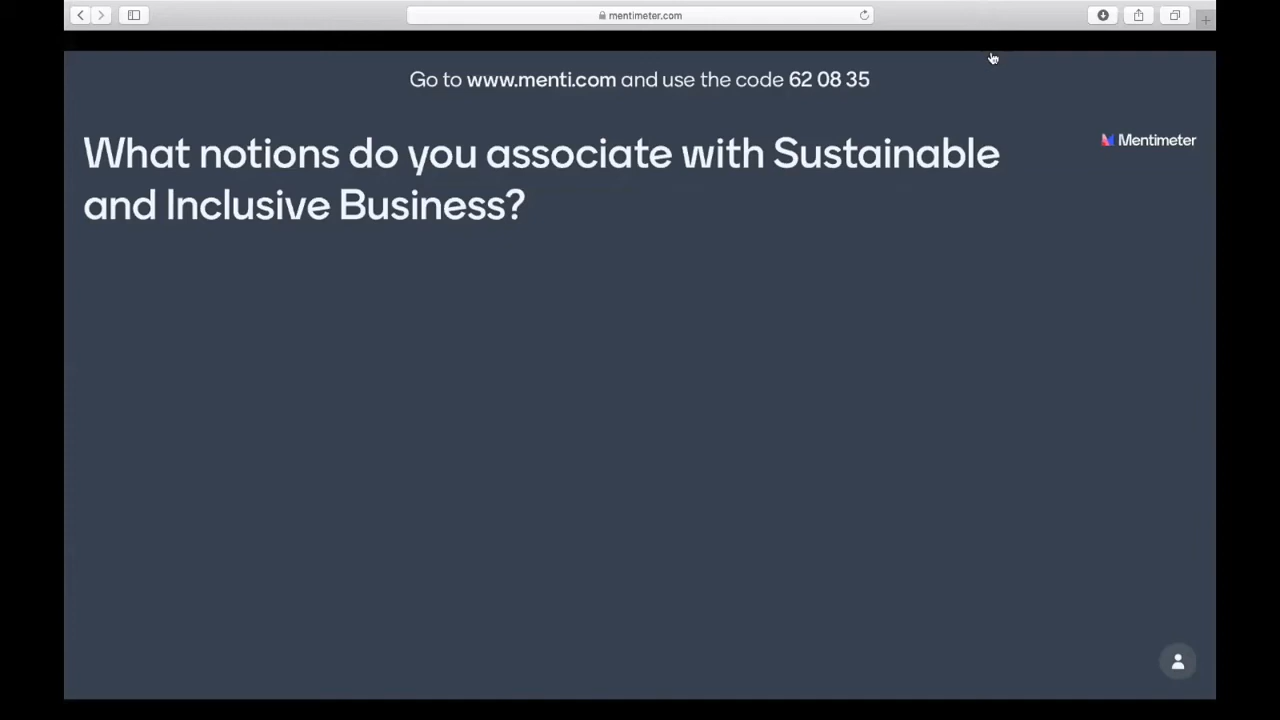 mentimeter.com
Go to www.menti.com and use the code 62 08 35
What notions do you associate with Sustainable
and Inclusive Business?
Mentimeter